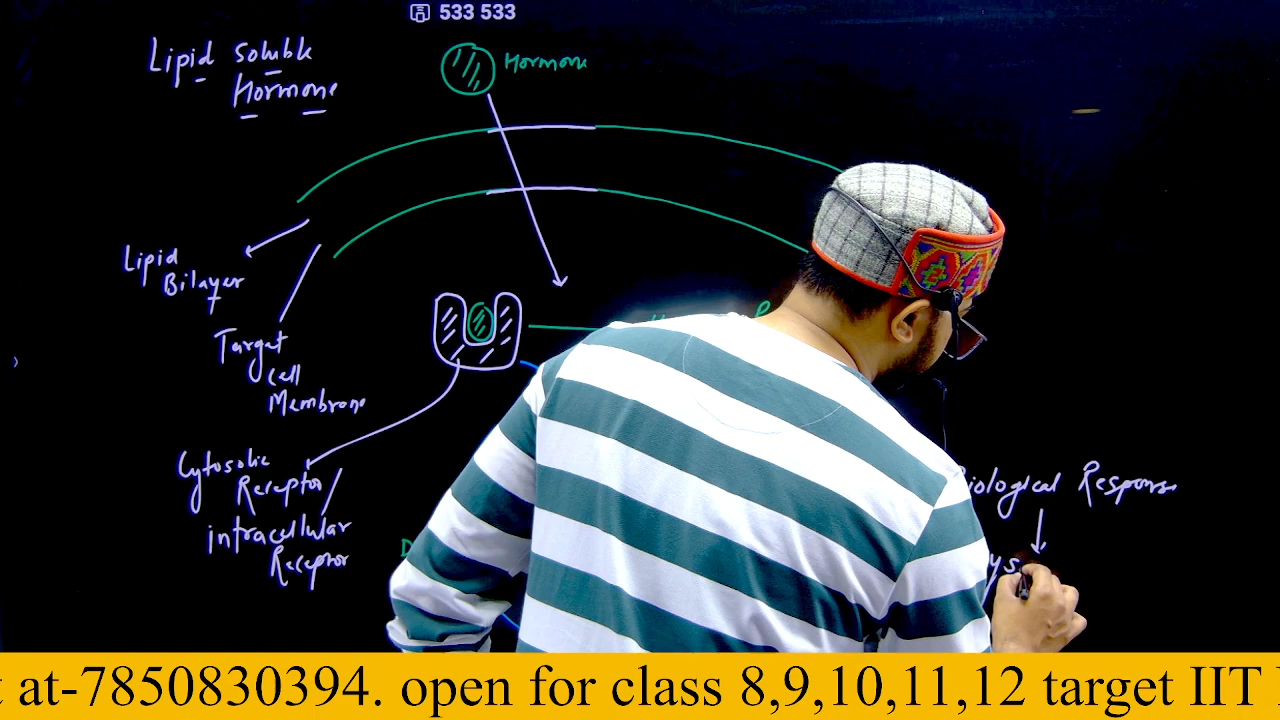 533 533
Lipid Soluble
Hormone
Hormone
Lipid
Bilayer
Target
Cell
Membrane
Cytosolic
Receptor/
intracellular
Receptor
Biological Response
ys
t at-7850830394. open for class 8,9,10,11,12 target IIT